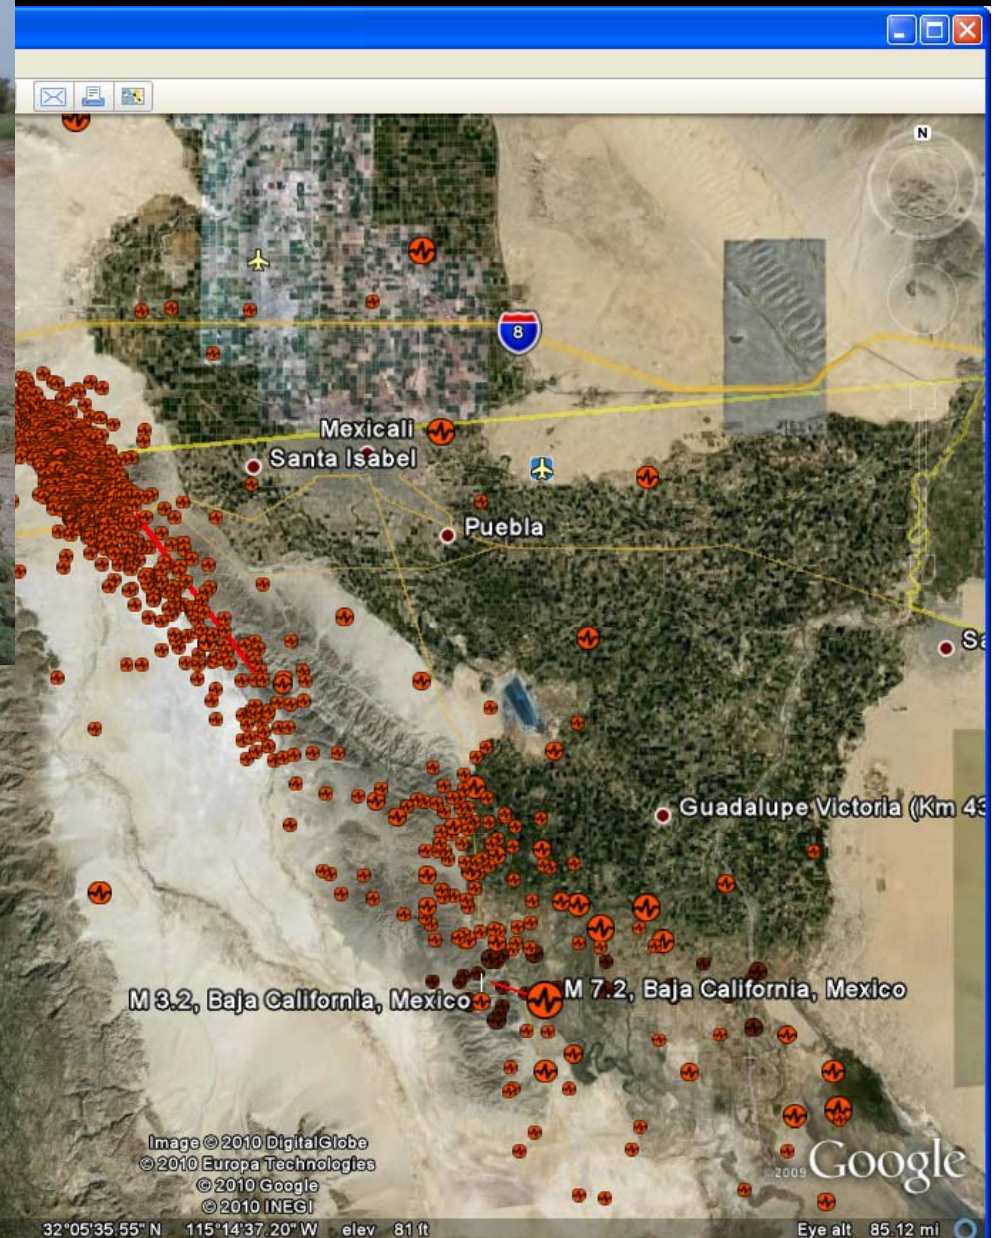 N
8
Mexicali
Santa Isabel
Puebla
Sa
Guadalupe Victoria (Km 43
M 3.2, Baja California, Mexico
M 7.2, Baja California, Mexico
Image © 2010 DigitalGlobe
© 2010 Europa Technologies
© 2010 Google
© 2010 INEGI
©2009 Google
32°05'35.55" N 115°14'37.20" W elev 81 ft Eye alt 85.12 mi